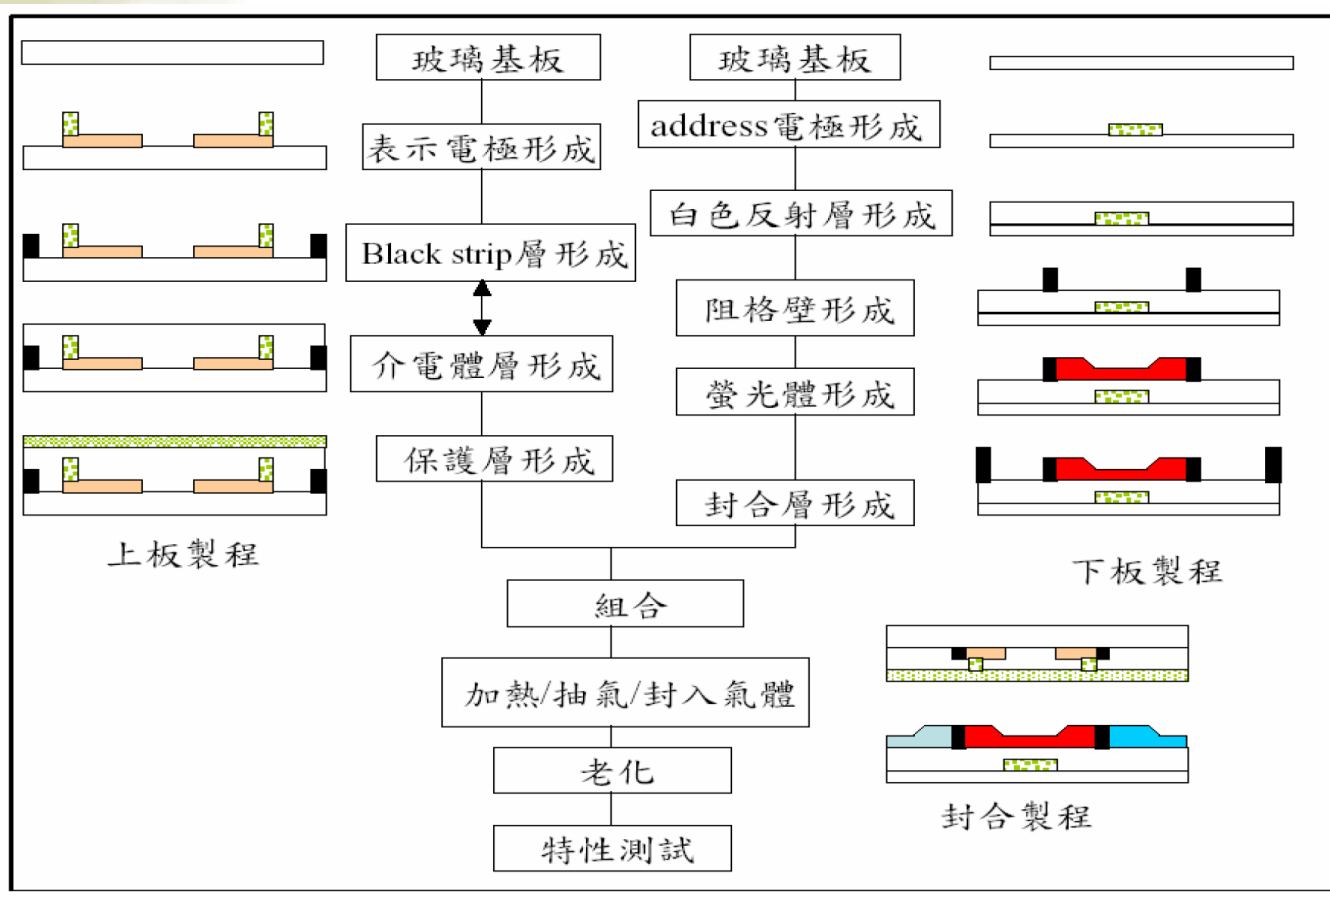 玻璃基板
表示電極形成
Black strip層形成
介電體層形成
保護層形成
上板製程
玻璃基板
address電極形成
白色反射層形成
阻格壁形成
螢光體形成
封合層形成
下板製程
組合
加熱/抽氣/封入氣體
老化
特性測試
封合製程